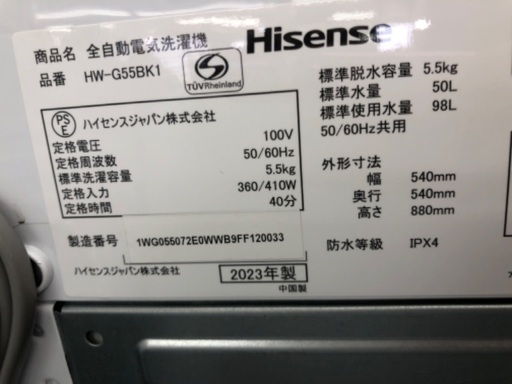 商品名 全自動電気洗濯機
品番 HW-G55BK1
TÜVRheinland
Hisense
PS
E
ハイセンスジャパン株式会社
定格電圧 100V
定格周波数 50/60Hz
標準洗濯容量 5.5kg
定格入力 360/410W
定格時間 40分
製造番号 1WG055072E0WWB9FF120033
ハイセンスジャパン株式会社 2023年製
中国製
標準脱水容量 5.5kg
標準水量 50L
標準使用水量 98L
50/60Hz共用
外形寸法
幅 540mm
奥行 540mm
高さ 880mm
防水等級 IPX4